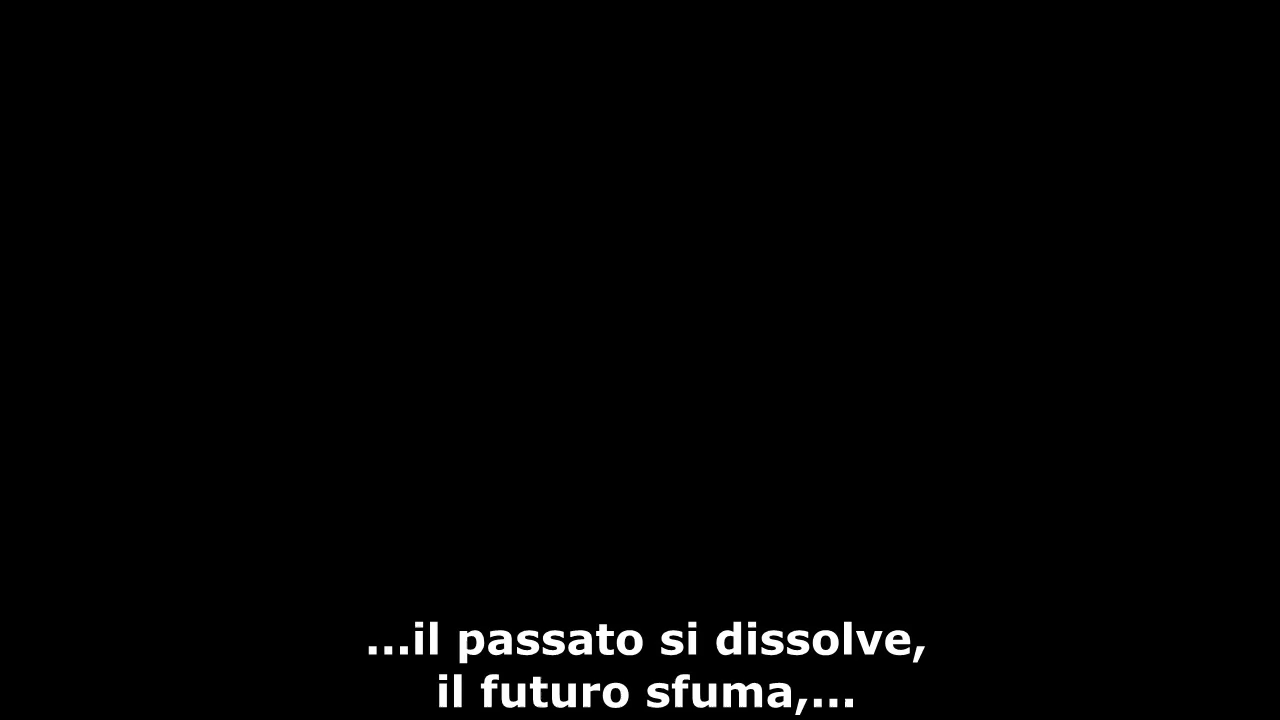 ...il passato si dissolve,
il futuro sfuma,...